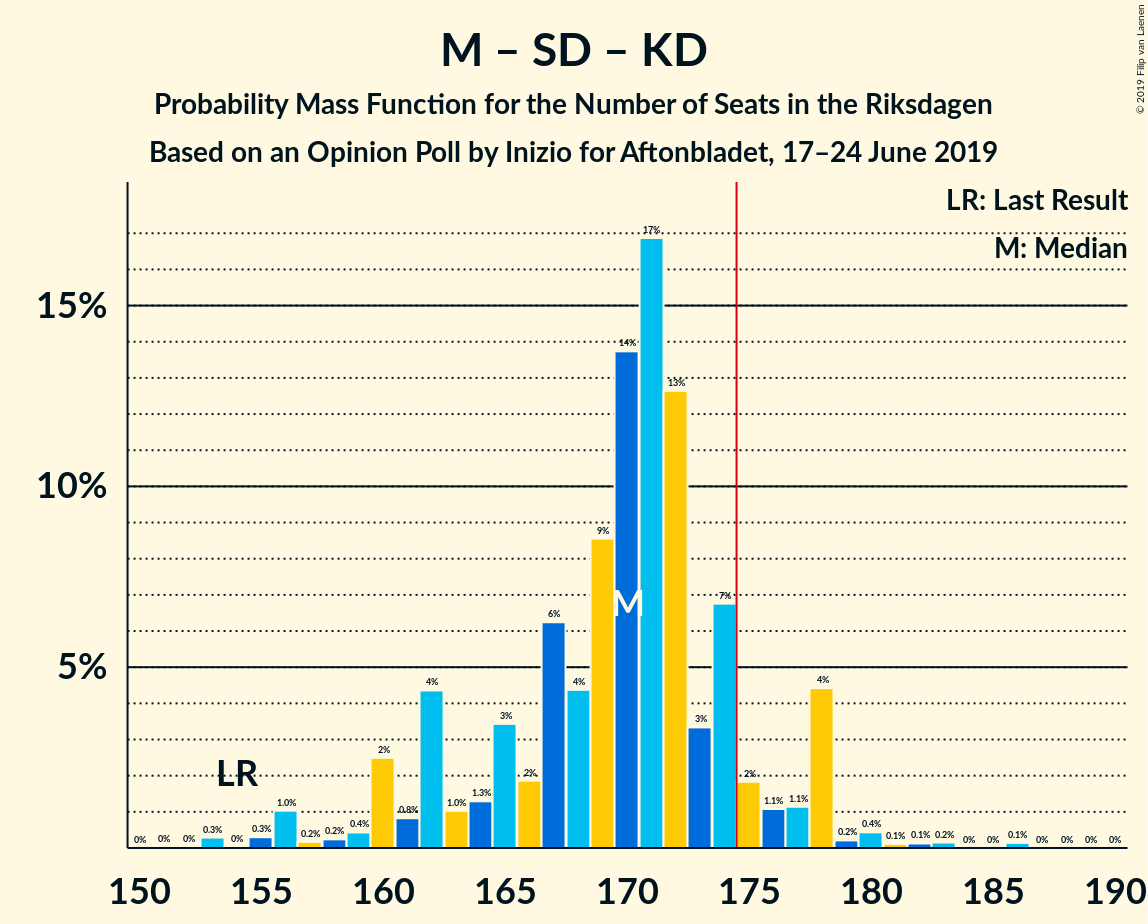 M – SD – KD
Probability Mass Function for the Number of Seats in the Riksdagen
Based on an Opinion Poll by Inizio for Aftonbladet, 17–24 June 2019
© 2019 Filip van Laenen
LR: Last Result
M: Median
15%
10%
5%
0% 0% 0% 0.3% 0% 0.3% 1.0% 0.2% 0.2% 0.4% 2% 0.8% 4% 1.0% 1.3% 3% 2% 6% 4% 9% 14% 17% 13% 3% 7% 2% 1.1% 1.1% 4% 0.2% 0.4% 0.1% 0.1% 0.2% 0% 0% 0.1% 0% 0% 0% 0%
M
LR
150 155 160 165 170 175 180 185 190